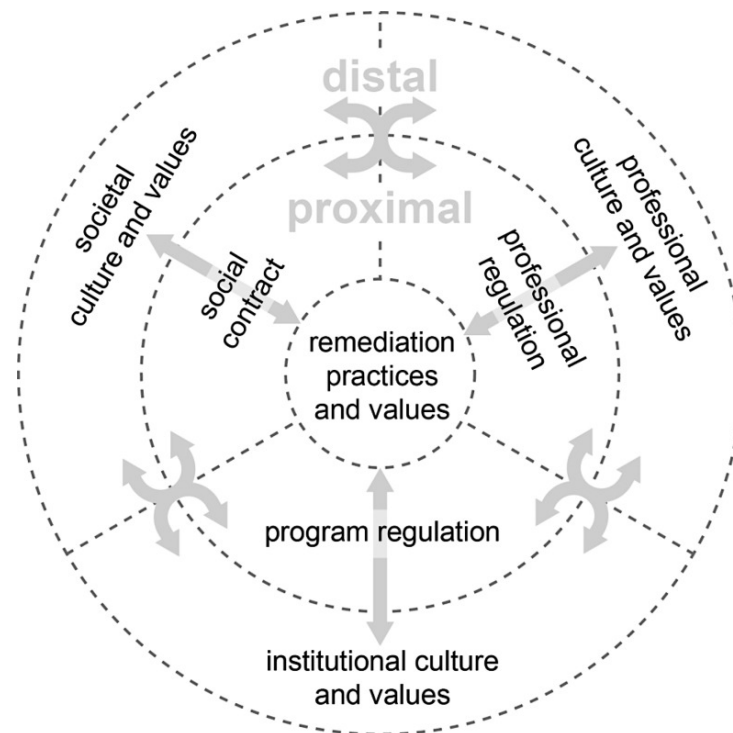 distal
proximal
societal
culture and values
social
contract
professional
regulation
professional
culture and values
remediation
practices
and values
program regulation
institutional culture
and values